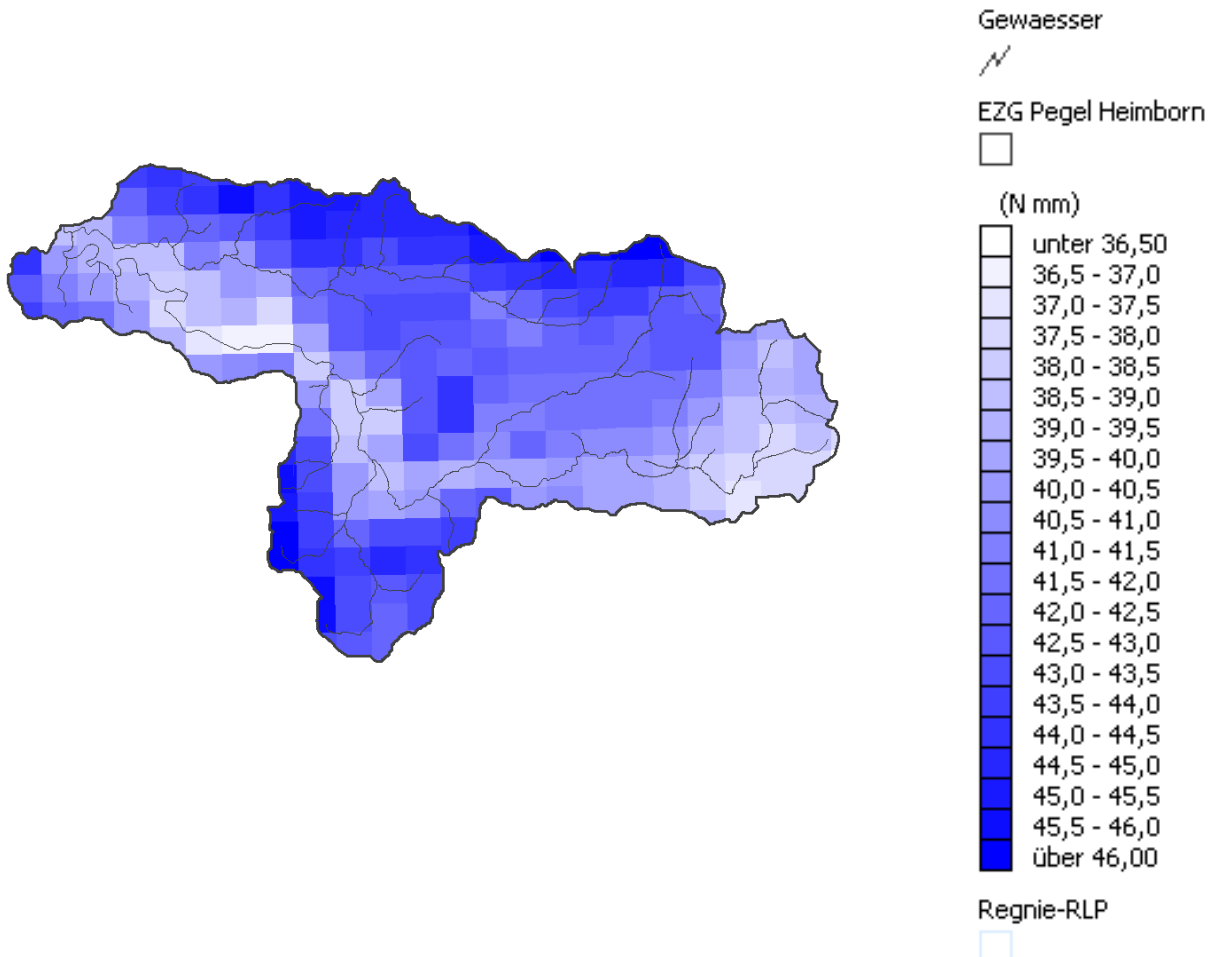 Gewaesser
EZG Pegel Heimborn
(N mm)
unter 36,50
36,5 - 37,0
37,0 - 37,5
37,5 - 38,0
38,0 - 38,5
38,5 - 39,0
39,0 - 39,5
39,5 - 40,0
40,0 - 40,5
40,5 - 41,0
41,0 - 41,5
41,5 - 42,0
42,0 - 42,5
42,5 - 43,0
43,0 - 43,5
43,5 - 44,0
44,0 - 44,5
44,5 - 45,0
45,0 - 45,5
45,5 - 46,0
über 46,00
Regnie-RLP